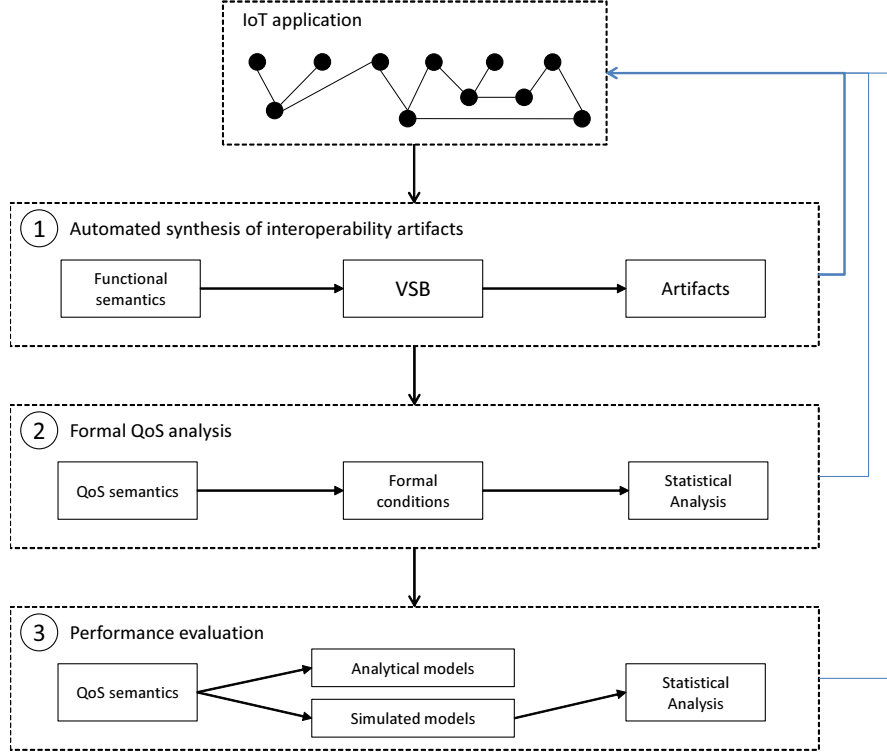 IoT application
1 Automated synthesis of interoperability artifacts
Functional
semantics
VSB
Artifacts
2 Formal QoS analysis
QoS semantics
Formal
conditions
Statistical
Analysis
3 Performance evaluation
QoS semantics
Analytical models
Simulated models
Statistical
Analysis